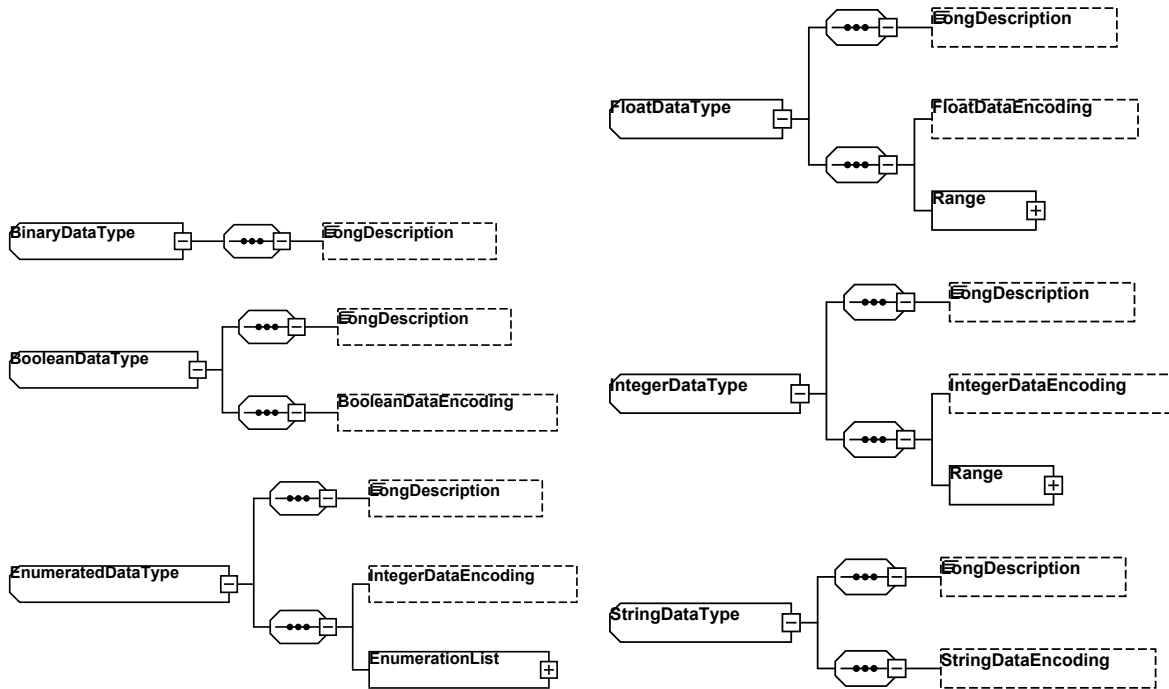 BinaryDataType
LongDescription
BooleanDataType
LongDescription
BooleanDataEncoding
EnumeratedDataType
LongDescription
IntegerDataEncoding
EnumerationList
FloatDataType
LongDescription
FloatDataEncoding
Range
IntegerDataType
LongDescription
IntegerDataEncoding
Range
StringDataType
LongDescription
StringDataEncoding